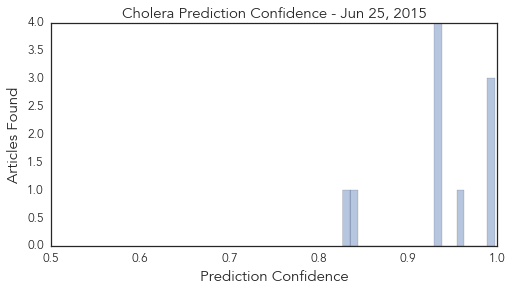 Cholera Prediction Confidence - Jun 25, 2015
4.0
3.5
3.0
2.5
2.0
1.5
1.0
0.5
0.0
Articles Found
0.5 0.6 0.7 0.8 0.9 1.0
Prediction Confidence